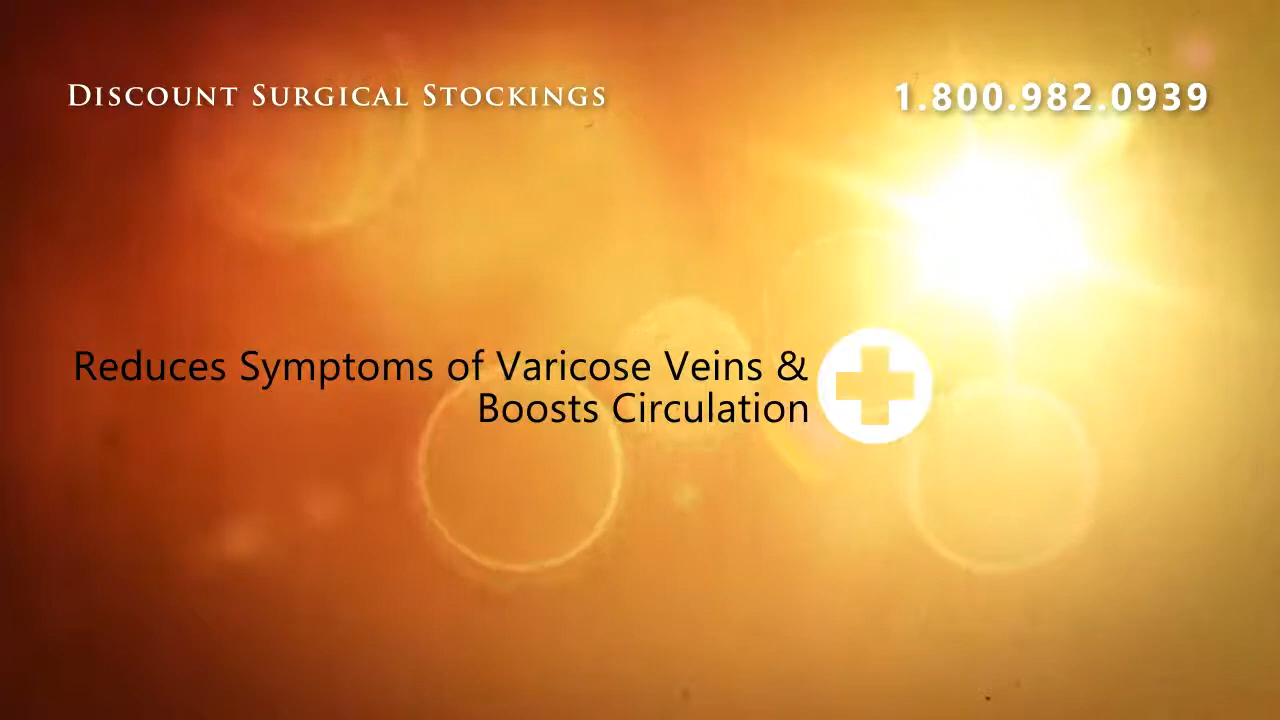 Discount Surgical Stockings
1.800.982.0939
Reduces Symptoms of Varicose Veins &
Boosts Circulation